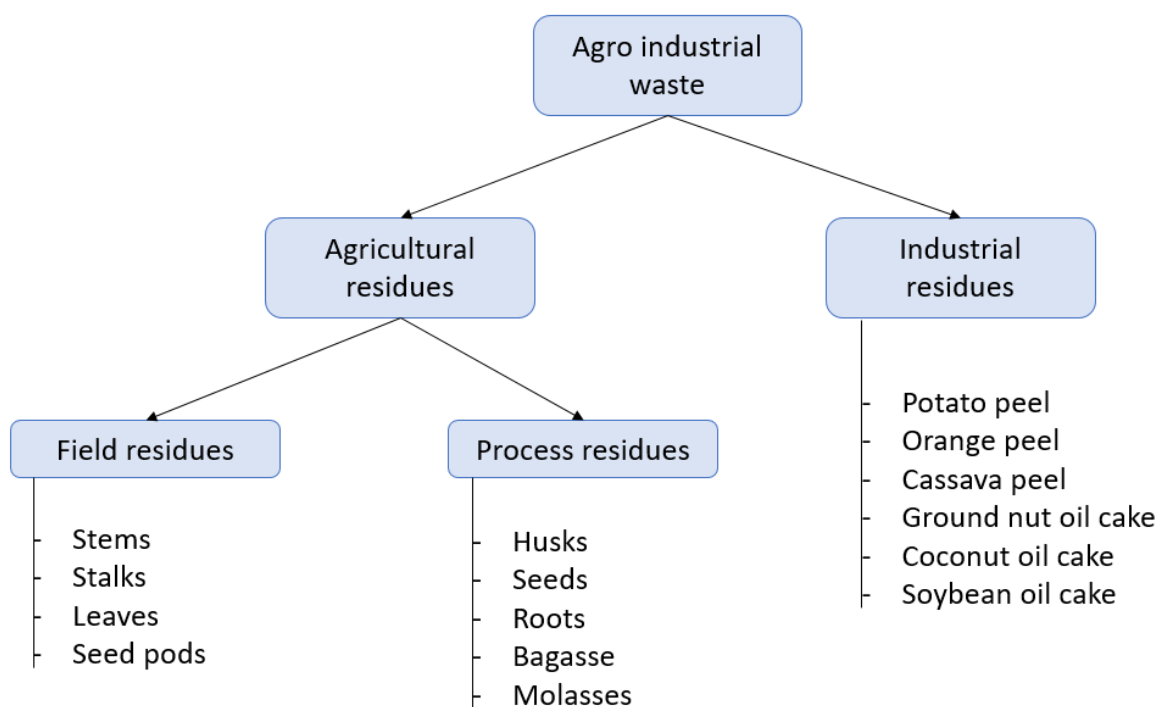 Agro industrial
waste
Agricultural
residues
Industrial
residues
Field residues
- Stems
- Stalks
- Leaves
- Seed pods
Process residues
- Husks
- Seeds
- Roots
- Bagasse
- Molasses
- Potato peel
- Orange peel
- Cassava peel
- Ground nut oil cake
- Coconut oil cake
- Soybean oil cake